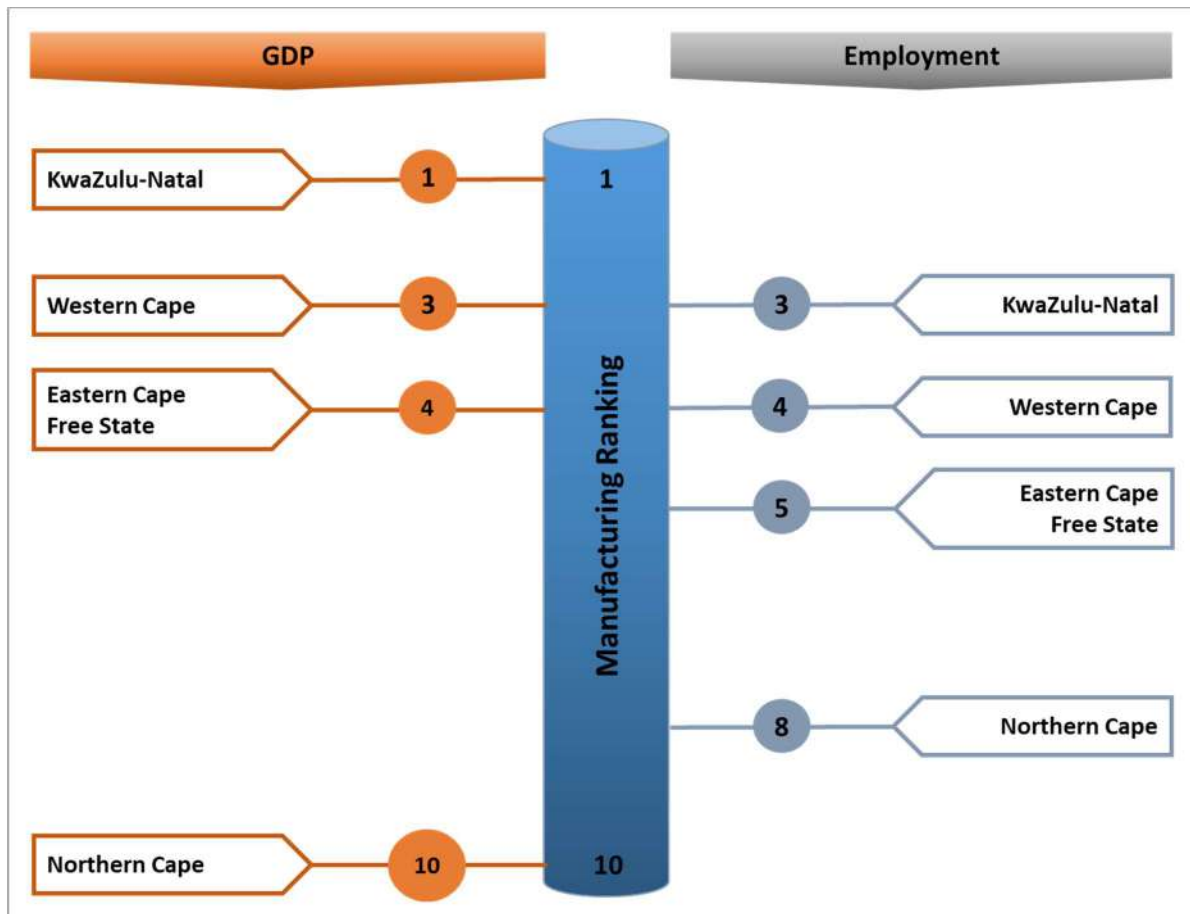 GDP
Employment
KwaZulu-Natal
1
1
Western Cape
3
3
KwaZulu-Natal
Eastern Cape
Free State
4
4
Western Cape
Manufacturing Ranking
5
Eastern Cape
Free State
8
Northern Cape
Northern Cape
10
10